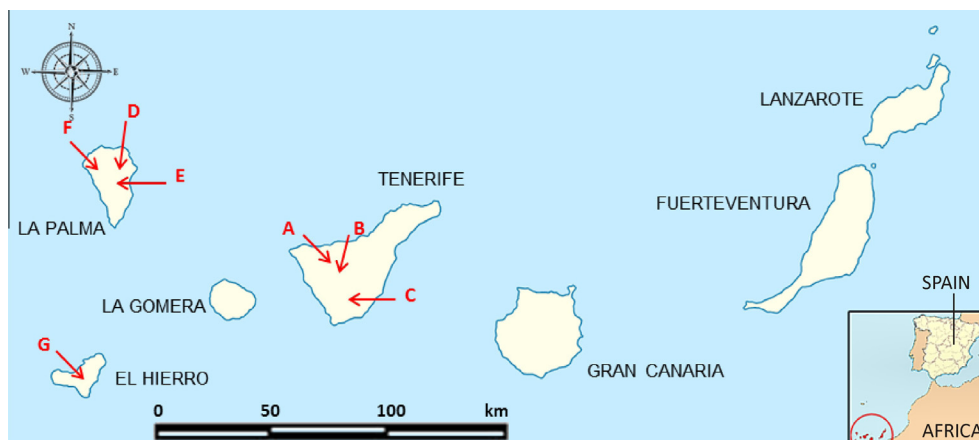 N
W
E
S
D
F
E
LA PALMA
TENERIFE
A
B
C
LA GOMERA
G
EL HIERRO
LANZAROTE
FUERTEVENTURA
GRAN CANARIA
SPAIN
AFRICA
0 50 100 km